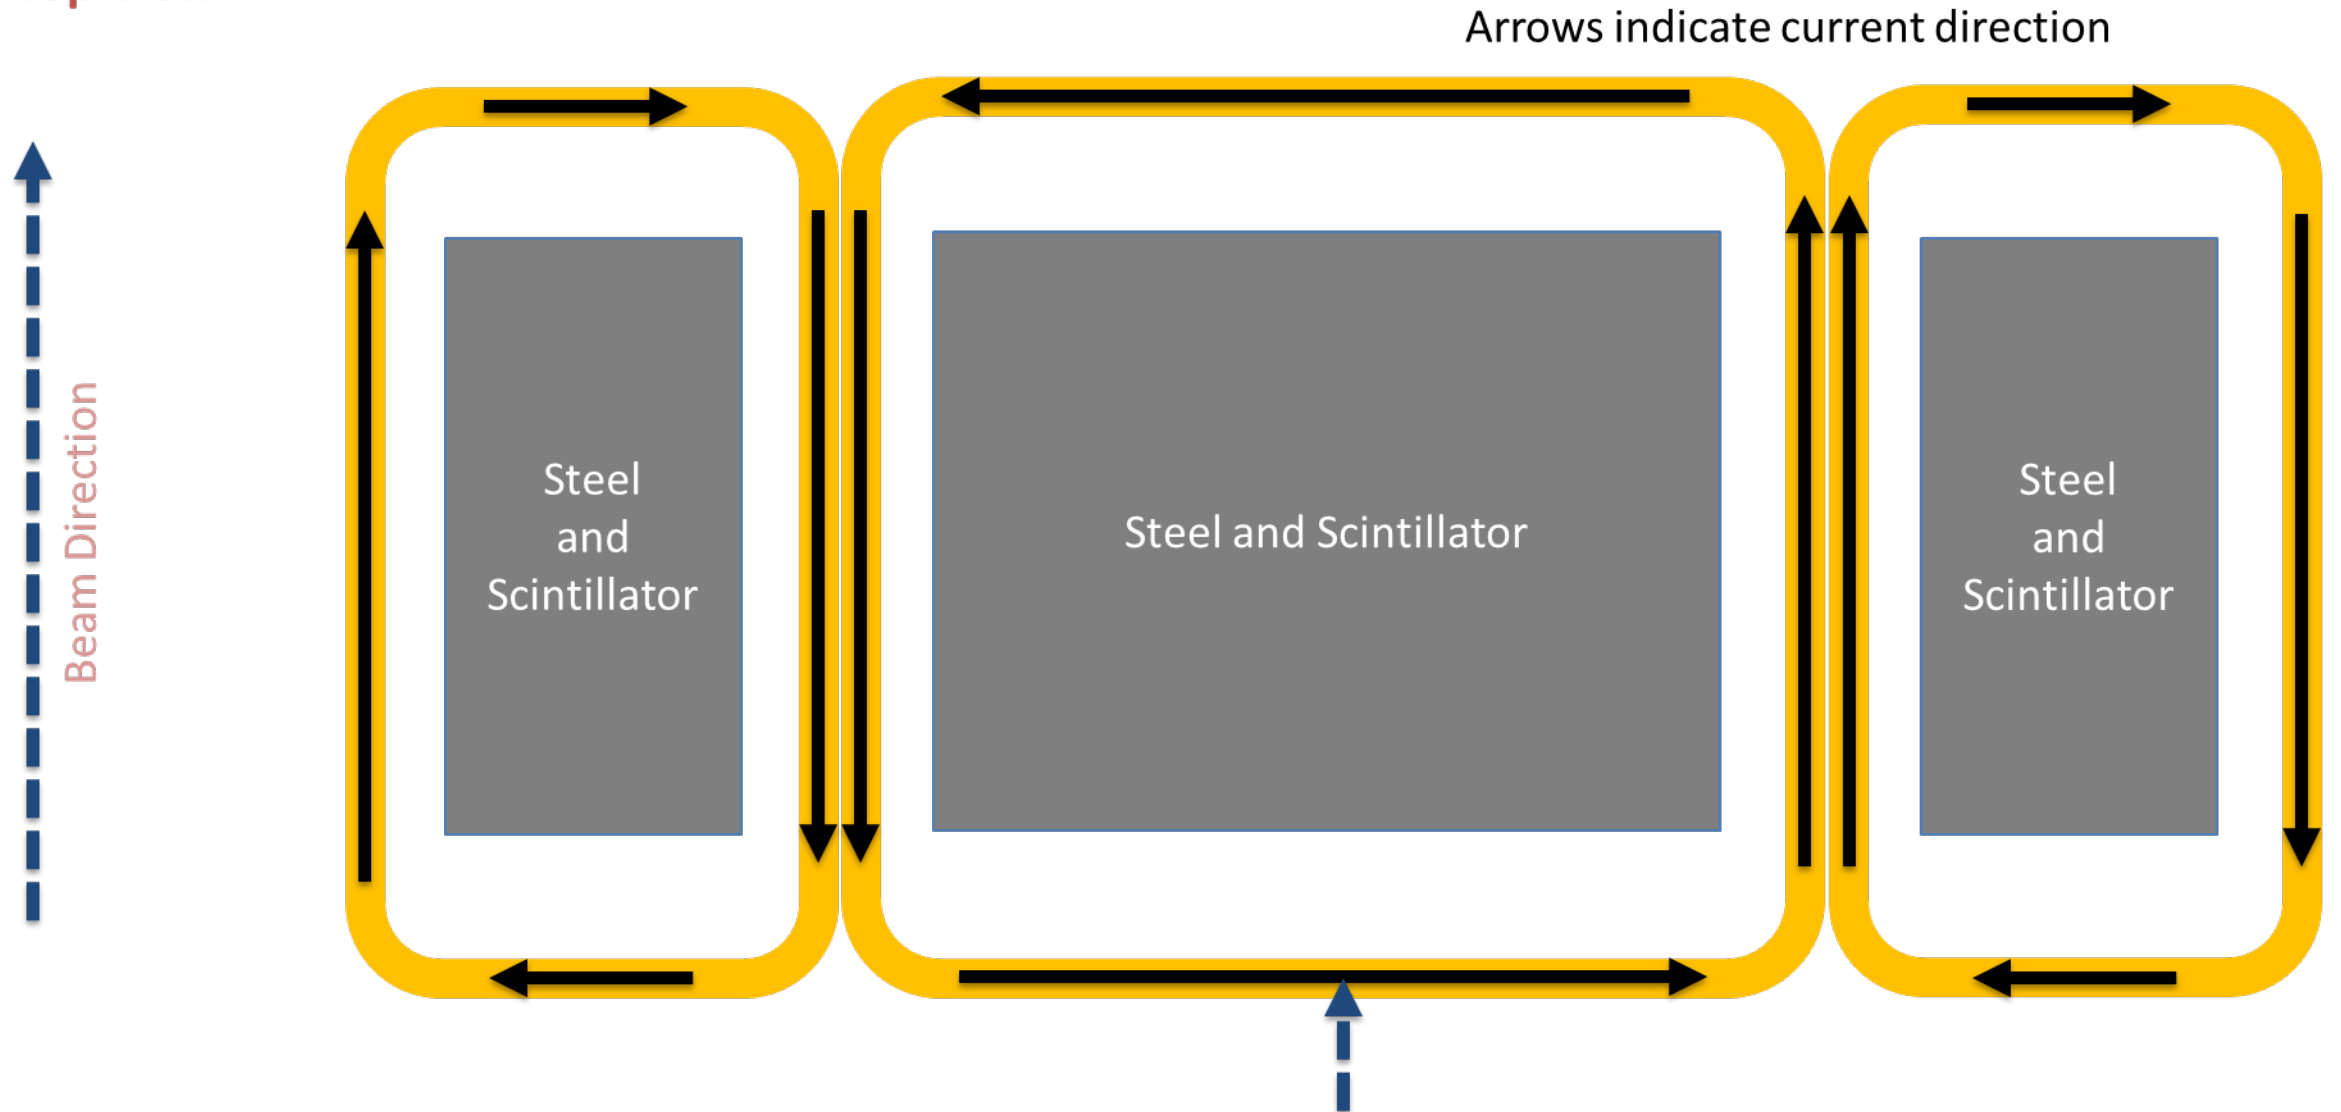 Arrows indicate current direction
Beam Direction
Steel
and
Scintillator
Steel and Scintillator
Steel
and
Scintillator